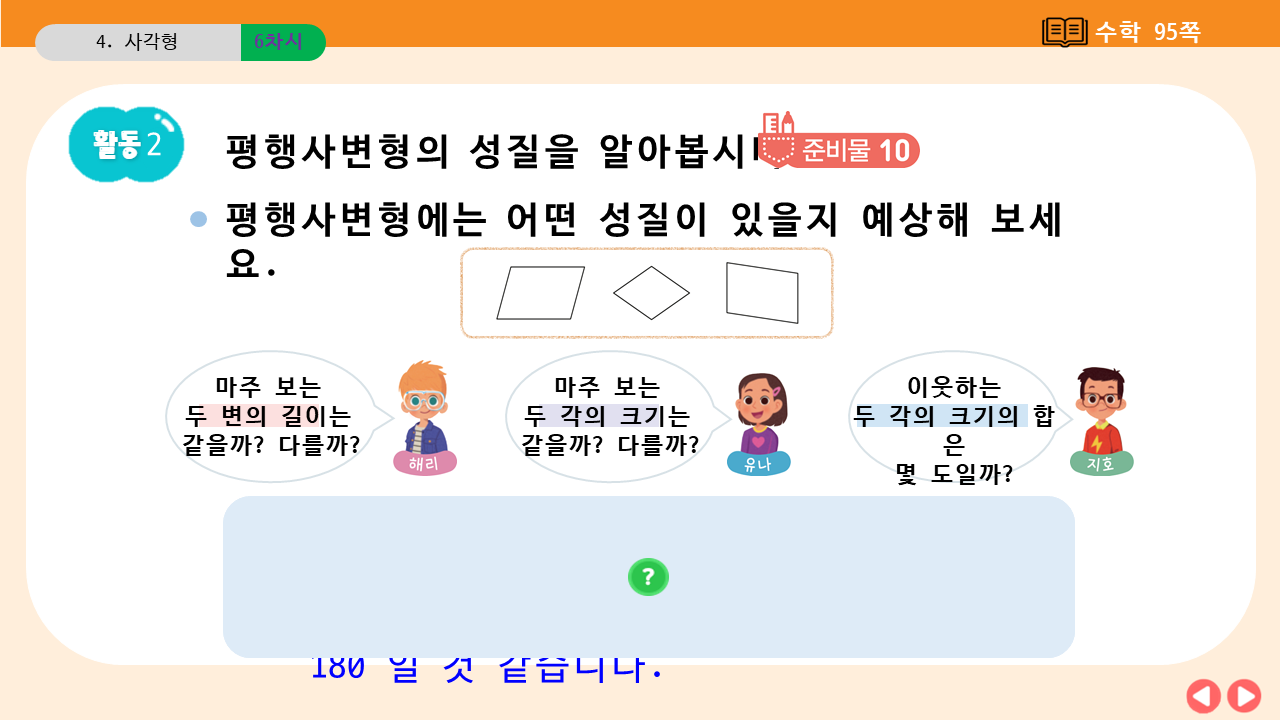 4. 사각형 6차시
수학 95쪽
활동 2
평행사변형의 성질을 알아봅시
준비물 10
평행사변형에는 어떤 성질이 있을지 예상해 보세
요.
마주 보는
두 변의 길이는
같을까? 다를까?
해리
마주 보는
두 각의 크기는
같을까? 다를까?
유나
이웃하는
두 각의 크기의 합
은
몇 도일까?
지호
?
180 일 것 같습니다.